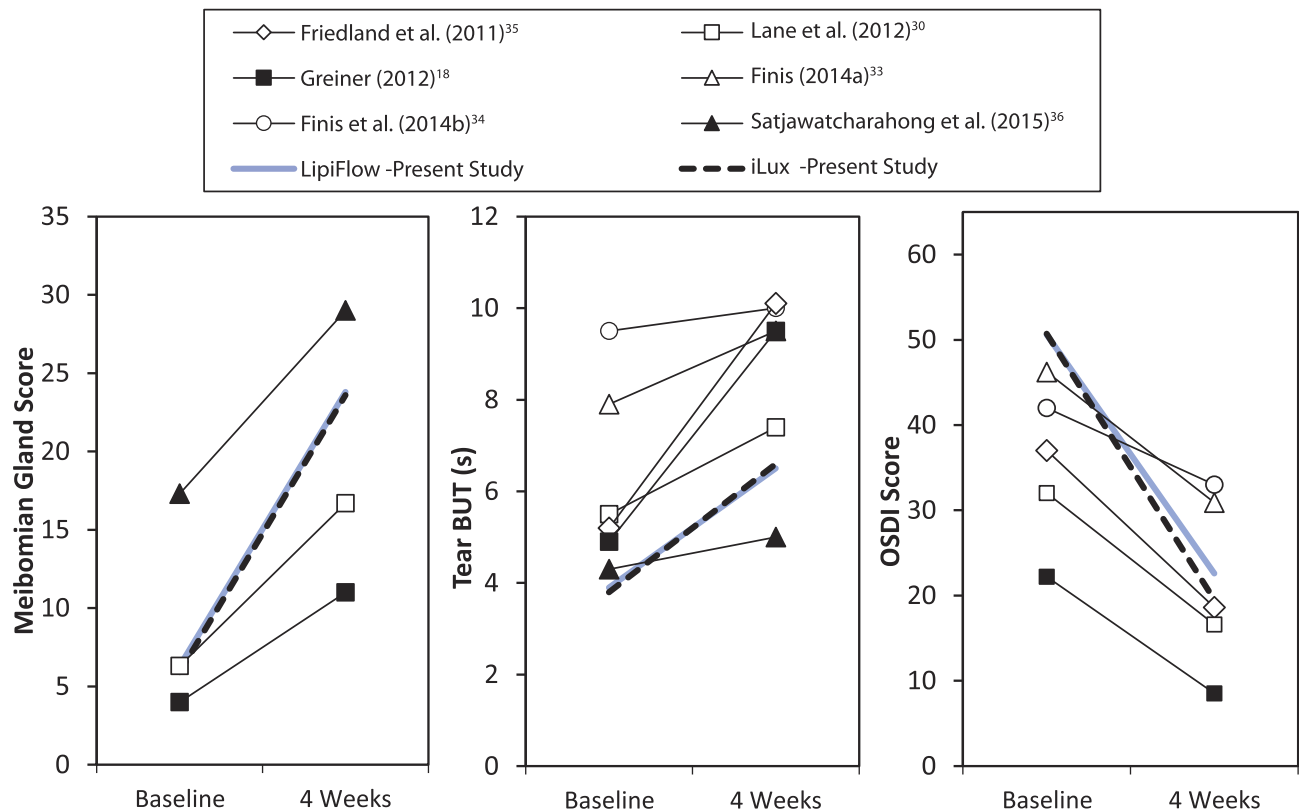 Friedland et al. (2011)35
Lane et al. (2012)30
Greiner (2012)18
Finis (2014a)33
Finis et al. (2014b)34
Satjawatcharahong et al. (2015)36
LipiFlow -Present Study
iLux -Present Study
Meibomian Gland Score
35
30
25
20
15
10
5
0
Baseline
4 Weeks
Tear BUT (s)
12
10
8
6
4
2
0
Baseline
4 Weeks
OSDI Score
60
50
40
30
20
10
0
Baseline
4 Weeks